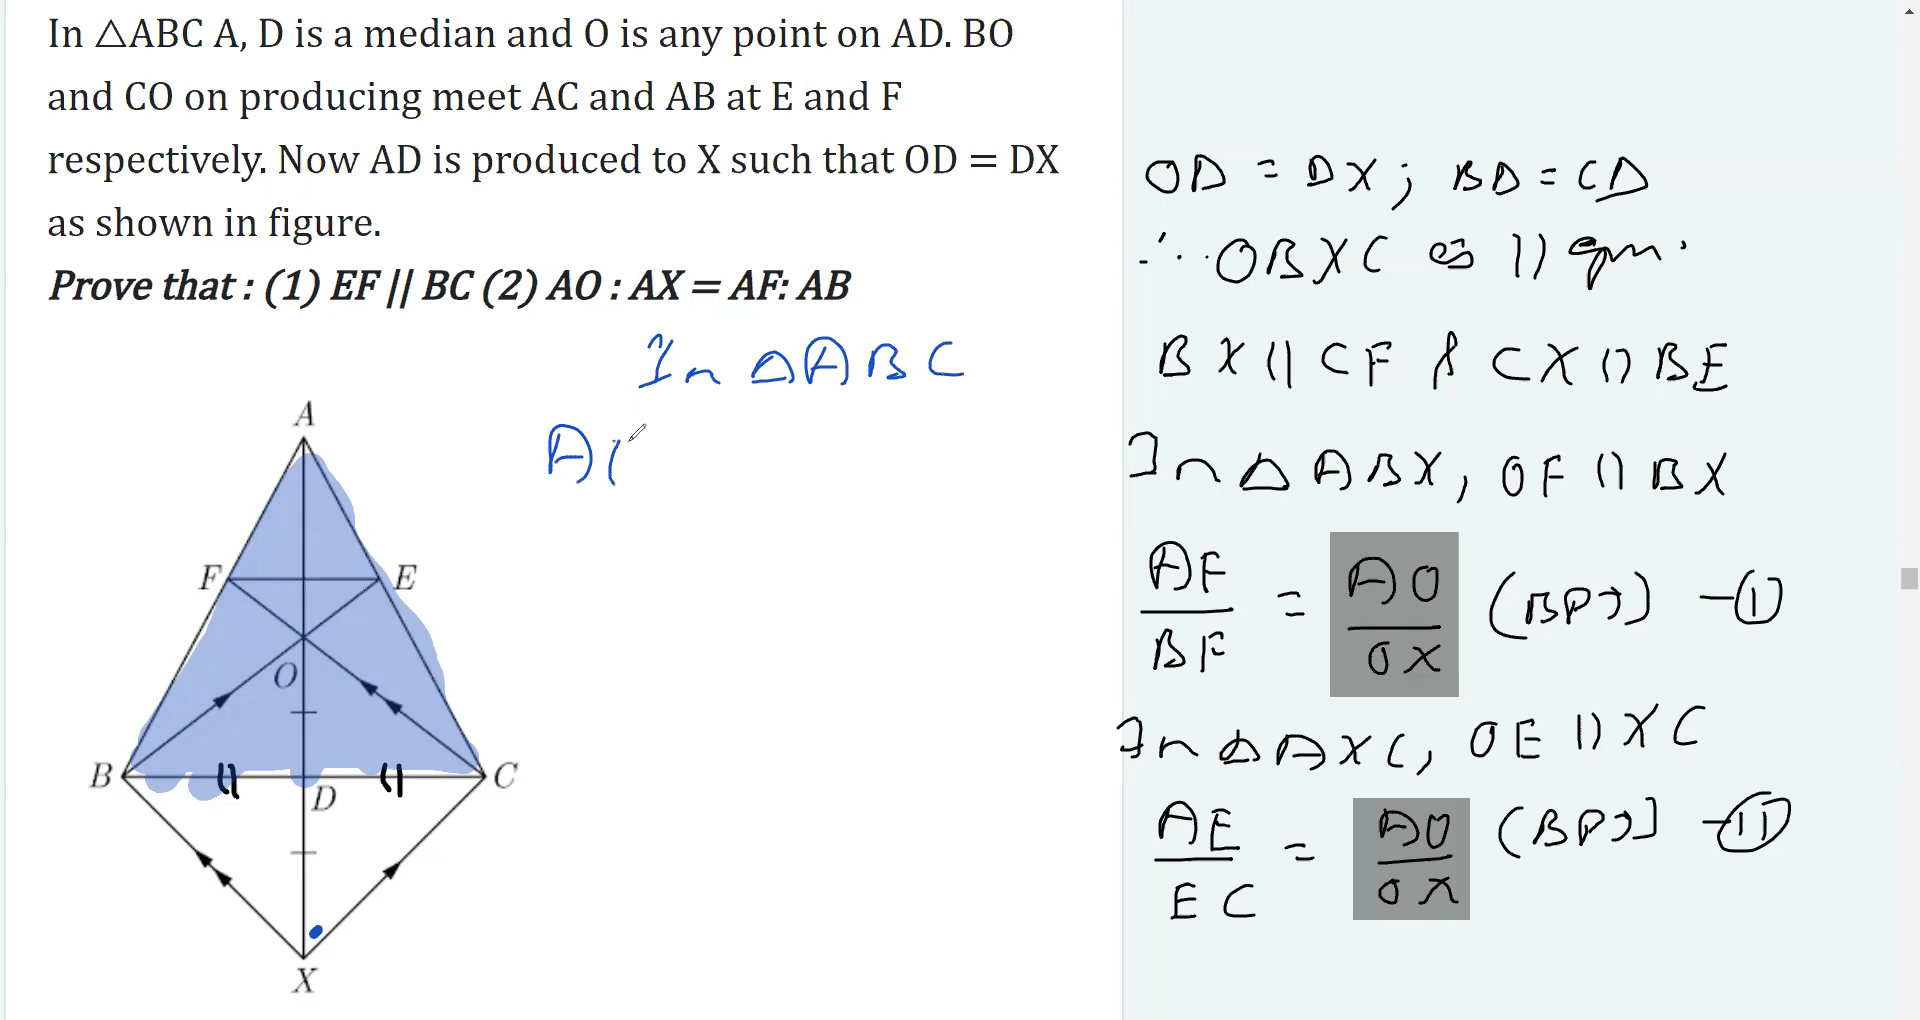 In △ABC A, D is a median and O is any point on AD. BO
and CO on producing meet AC and AB at E and F
respectively. Now AD is produced to X such that OD = DX
as shown in figure.
Prove that : (1) EF || BC (2) AO : AX = AF: AB
In △ABC
A
A
F
E
O
B
D
C
X
OD = DX ; BD = CD
∴ OBXC is || gm.
BX || CF & CX || BE
In △ABX, OF || BX
AF/BF = AO/OX (BPT) -①
In △AXC, OE || XC
AE/EC = AO/OX (BPT] -⑪